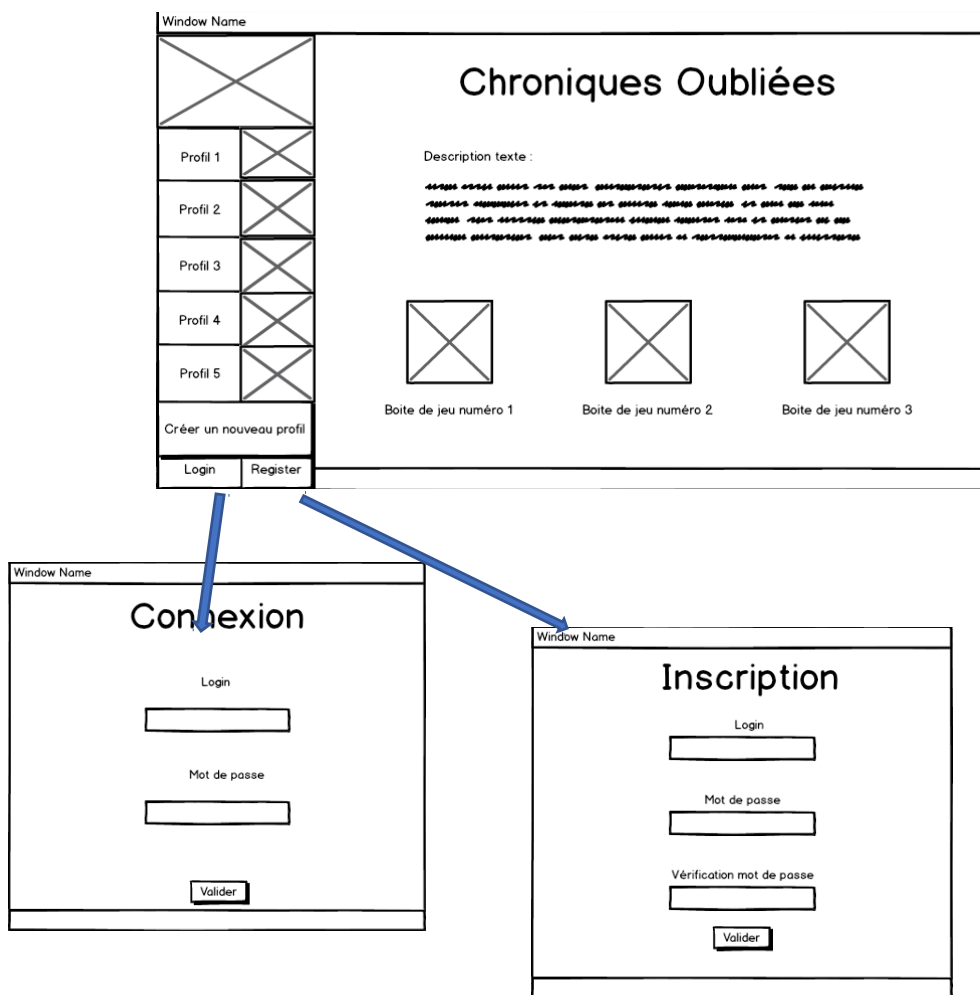 Window Name
Chroniques Oubliées
Profil 1
Profil 2
Profil 3
Profil 4
Profil 5
Créer un nouveau profil
Login
Register
Description texte :
Boite de jeu numéro 1
Boite de jeu numéro 2
Boite de jeu numéro 3
Window Name
Connexion
Login
Mot de passe
Valider
Window Name
Inscription
Login
Mot de passe
Vérification mot de passe
Valider